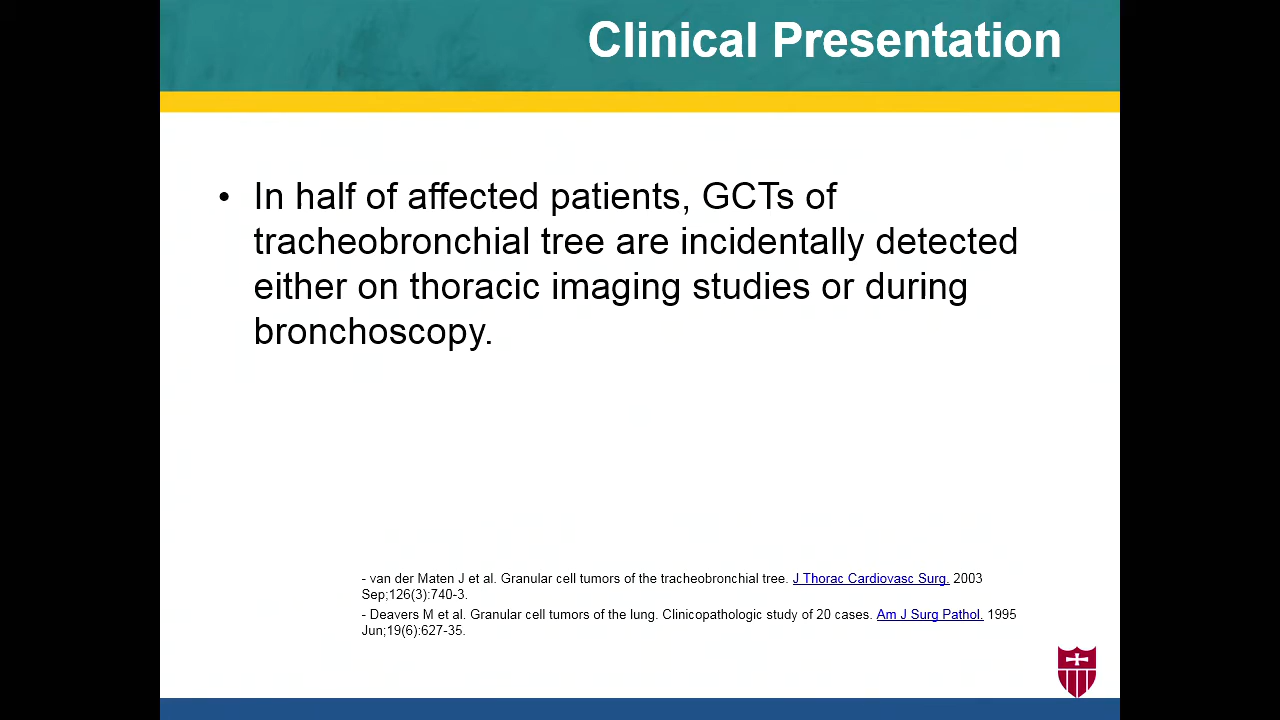 Clinical Presentation
• In half of affected patients, GCTs of
tracheobronchial tree are incidentally detected
either on thoracic imaging studies or during
bronchoscopy.
- van der Maten J et al. Granular cell tumors of the tracheobronchial tree. J Thorac Cardiovasc Surg. 2003
Sep;126(3):740-3.
- Deavers M et al. Granular cell tumors of the lung. Clinicopathologic study of 20 cases. Am J Surg Pathol. 1995
Jun;19(6):627-35.